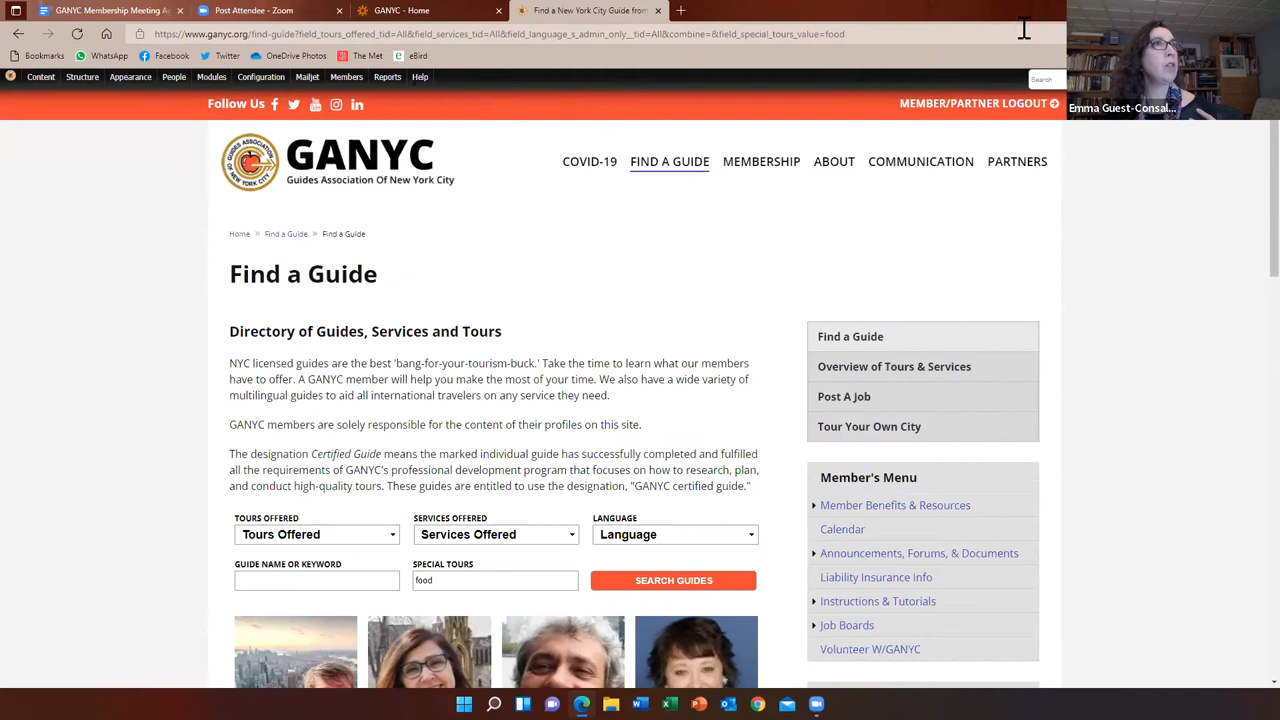 GANYC Membership Meeting Ag
Post Attendee - Zoom
GANYC - Home
Find a New York City Guide from
https://www.ganyc.org/find-guide?field_tours_offered_tid=All&field_services_tid=All&field_language_s_admin_only__tid=All&combine=&field_special_tours_value=food
Bookmarks WhatsApp Facebook Twitter OneDrive Photos The Met eBird
Content Structure Appearance People Modules Configuration Mailjet Members Reports Help
Search
Emma Guest-Consal...
Follow Us
MEMBER/PARTNER LOGOUT
GANYC
Guides Association Of New York City
COVID-19 FIND A GUIDE MEMBERSHIP ABOUT COMMUNICATION PARTNERS
Home » Find a Guide » Find a Guide
Find a Guide
Directory of Guides, Services and Tours
NYC licensed guides are the best 'bang-for-your-tourism-buck.' Take the time to learn what our members
have to offer. A GANYC member will help you make the most of your time. We also have a wide variety of
multilingual guides to aid all international travelers on any service they need.
GANYC members are solely responsible for the content of their profiles on this site.
The designation Certified Guide means the marked individual guide has successfully completed and fulfilled
all the requirements of GANYC's professional development program that focuses on how to research, plan,
and conduct high-quality tours. These guides are entitled to use the designation, "GANYC certified guide."
TOURS OFFERED SERVICES OFFERED LANGUAGE
Tours Offered Services Offered Language
GUIDE NAME OR KEYWORD SPECIAL TOURS
food SEARCH GUIDES
Find a Guide
Overview of Tours & Services
Post A Job
Tour Your Own City
Member's Menu
Member Benefits & Resources
Calendar
Announcements, Forums, & Documents
Liability Insurance Info
Instructions & Tutorials
Job Boards
Volunteer W/GANYC